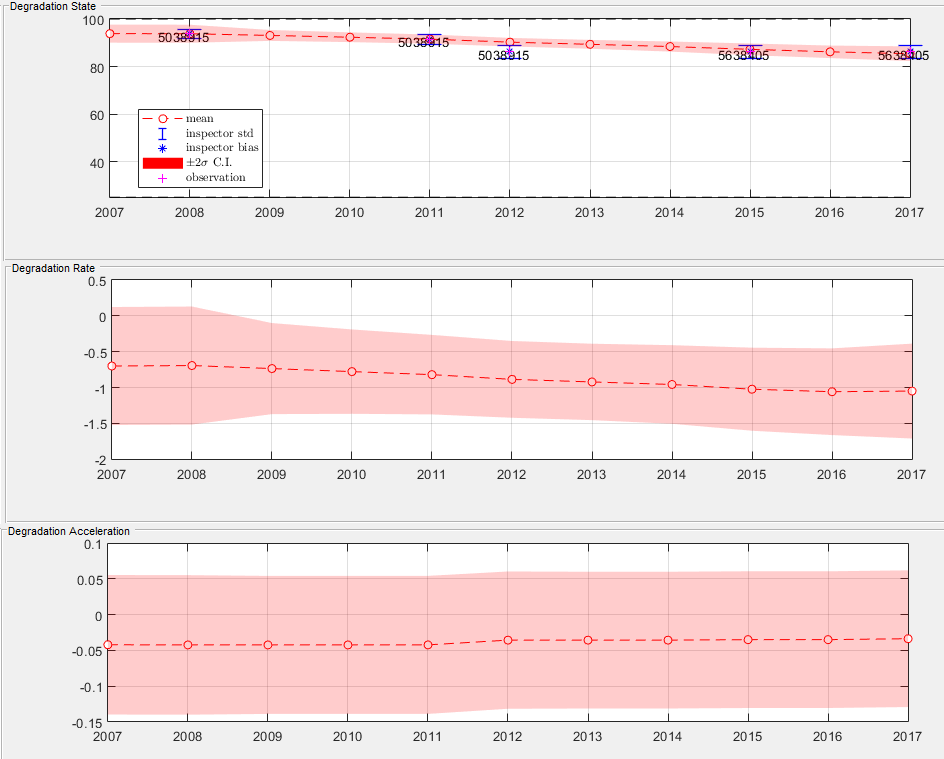 Degradation State
100
80
60
40
5038915
5038915
5038915
5638405
5638405
mean
inspector std
inspector bias
±2σ C.I.
observation
2007 2008 2009 2010 2011 2012 2013 2014 2015 2016 2017
Degradation Rate
0.5
0
-0.5
-1
-1.5
-2
2007 2008 2009 2010 2011 2012 2013 2014 2015 2016 2017
Degradation Acceleration
0.1
0.05
0
-0.05
-0.1
-0.15
2007 2008 2009 2010 2011 2012 2013 2014 2015 2016 2017